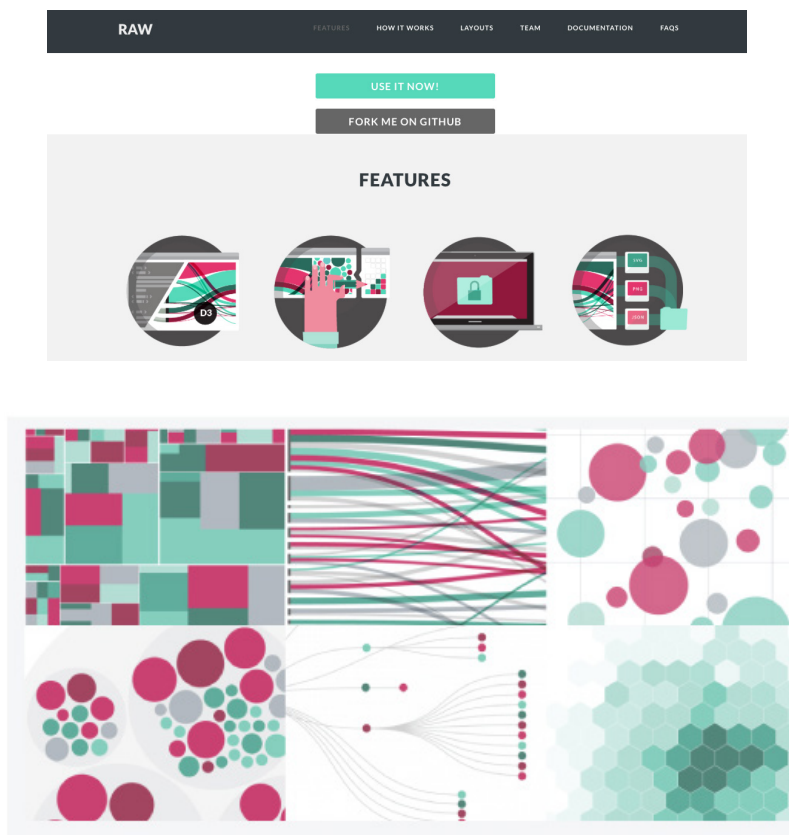 RAW FEATURES HOW IT WORKS LAYOUTS TEAM DOCUMENTATION FAQS
USE IT NOW!
FORK ME ON GITHUB
FEATURES
D3
SVG
PNG
JSON